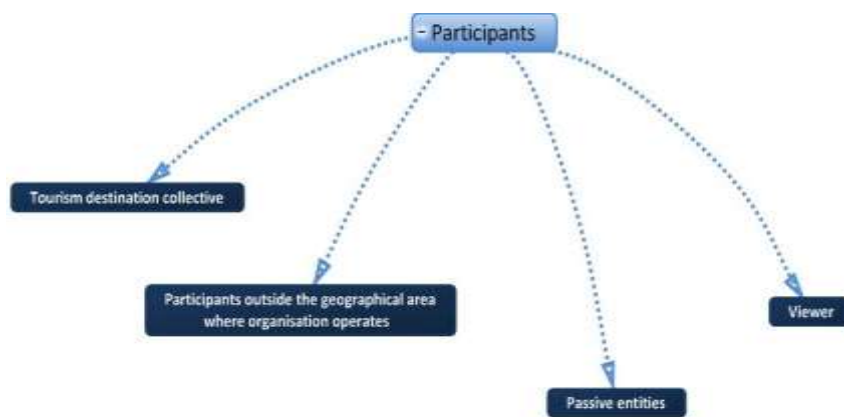 - Participants
Tourism destination collective
Participants outside the geographical area
where organisation operates
Viewer
Passive entities